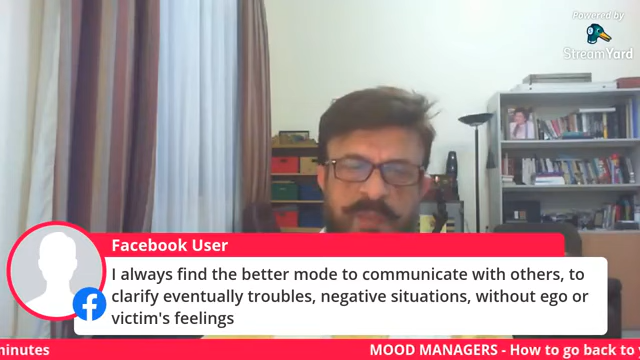 Powered by
StreamYard
Facebook User
I always find the better mode to communicate with others, to
clarify eventually troubles, negative situations, without ego or
victim's feelings
minutes
MOOD MANAGERS - How to go back to